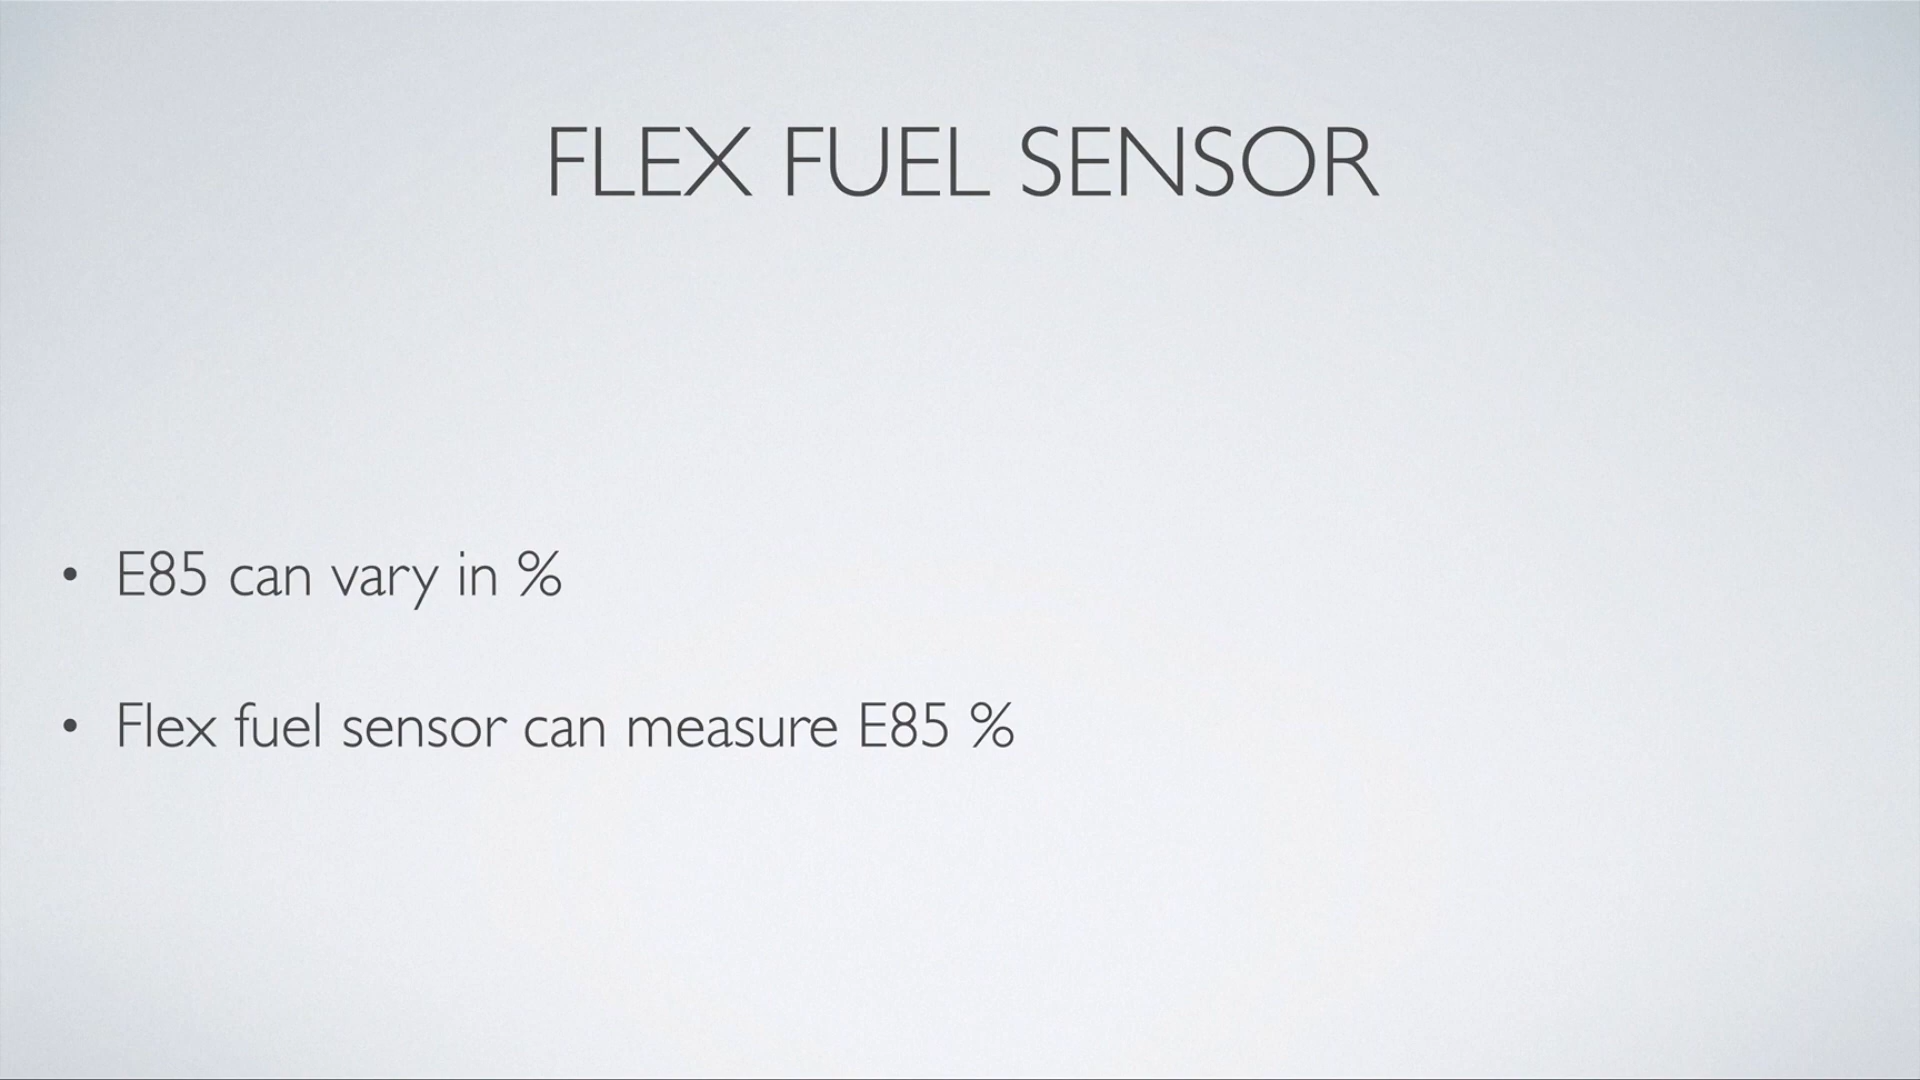 FLEX FUEL SENSOR
• E85 can vary in %
• Flex fuel sensor can measure E85 %